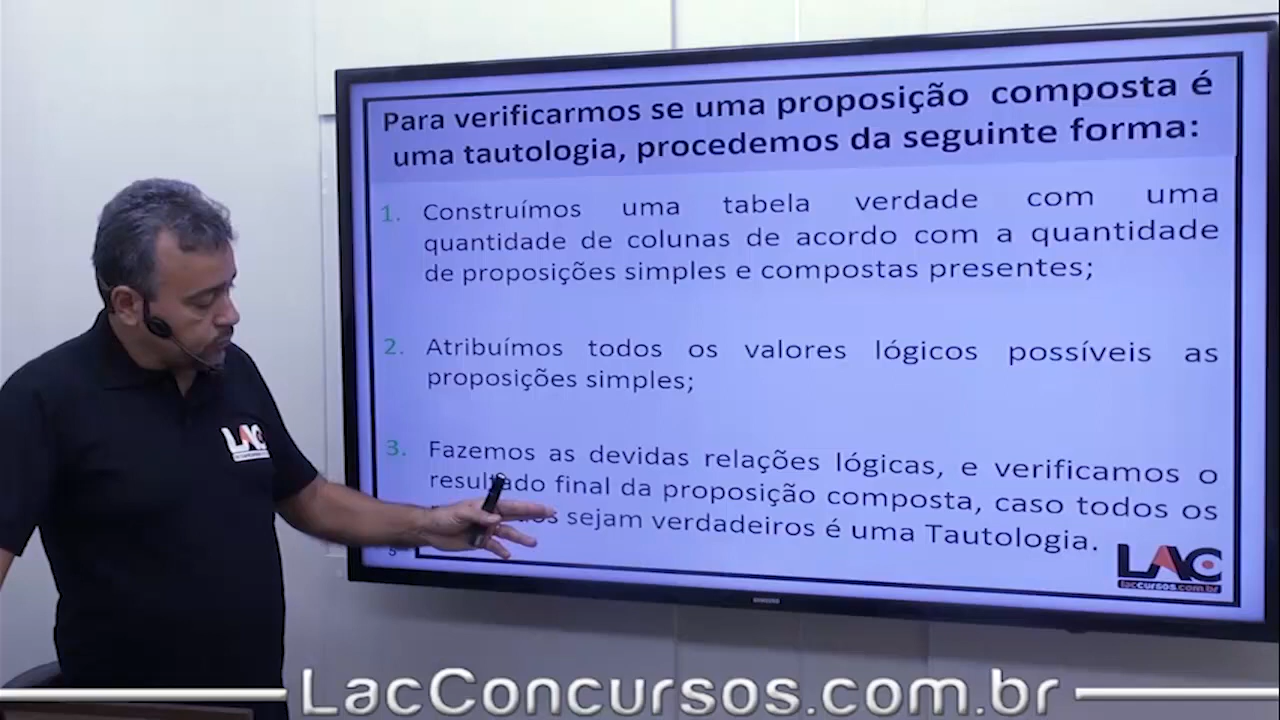 Para verificarmos se uma proposição composta é
uma tautologia, procedemos da seguinte forma:
1. Construímos uma tabela verdade com uma
quantidade de colunas de acordo com a quantidade
de proposições simples e compostas presentes;
2. Atribuímos todos os valores lógicos possíveis as
proposições simples;
3. Fazemos as devidas relações lógicas, e verificamos o
resultado final da proposição composta, caso todos os
sejam verdadeiros é uma Tautologia.
5
LAC
laccursos.com.br
SAMSUNG
LAC
LacConcursos.com.br